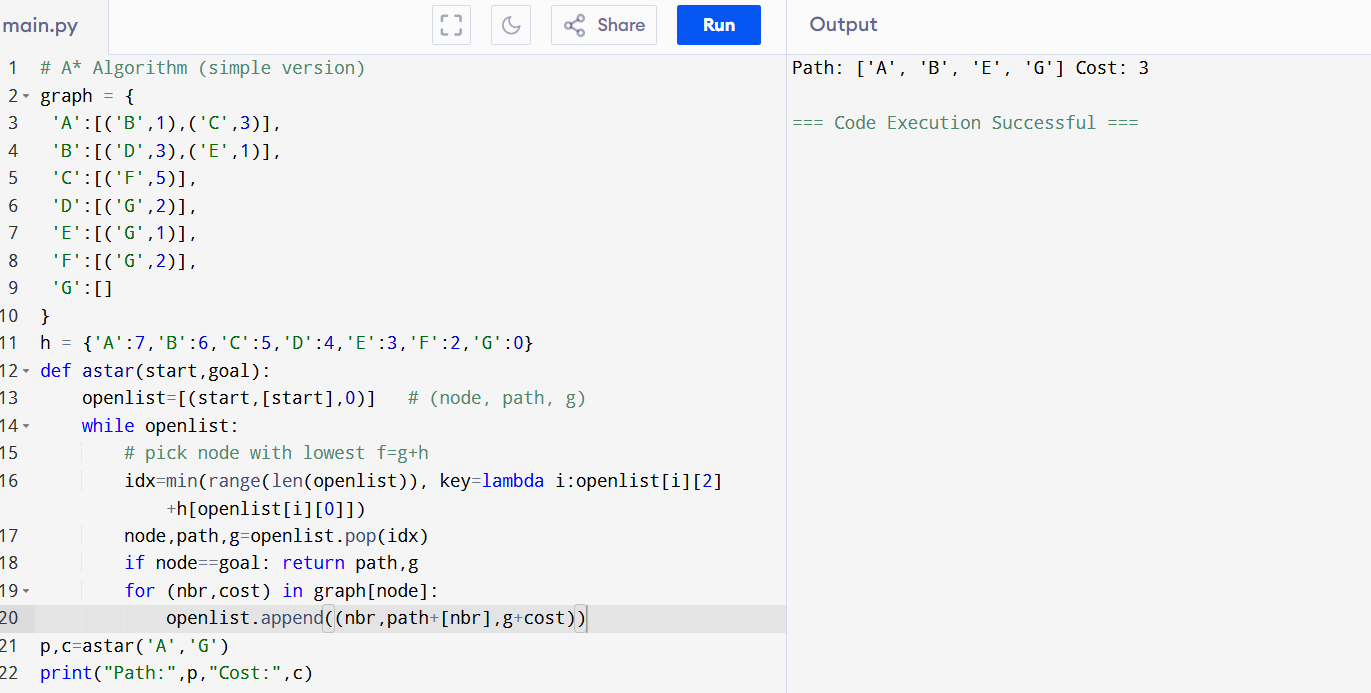 main.py
Share
Run
Output
1 # A* Algorithm (simple version)
2 graph = {
3  'A':[('B',1),('C',3)],
4  'B':[('D',3),('E',1)],
5  'C':[('F',5)],
6  'D':[('G',2)],
7  'E':[('G',1)],
8  'F':[('G',2)],
9  'G':[]
10 }
11 h = {'A':7,'B':6,'C':5,'D':4,'E':3,'F':2,'G':0}
12 def astar(start,goal):
13     openlist=[(start,[start],0)]   # (node, path, g)
14     while openlist:
15         # pick node with lowest f=g+h
16         idx=min(range(len(openlist)), key=lambda i:openlist[i][2]
            +h[openlist[i][0]])
17         node,path,g=openlist.pop(idx)
18         if node==goal: return path,g
19         for (nbr,cost) in graph[node]:
20             openlist.append((nbr,path+[nbr],g+cost))
21 p,c=astar('A','G')
22 print("Path:",p,"Cost:",c)
Path: ['A', 'B', 'E', 'G'] Cost: 3
=== Code Execution Successful ===